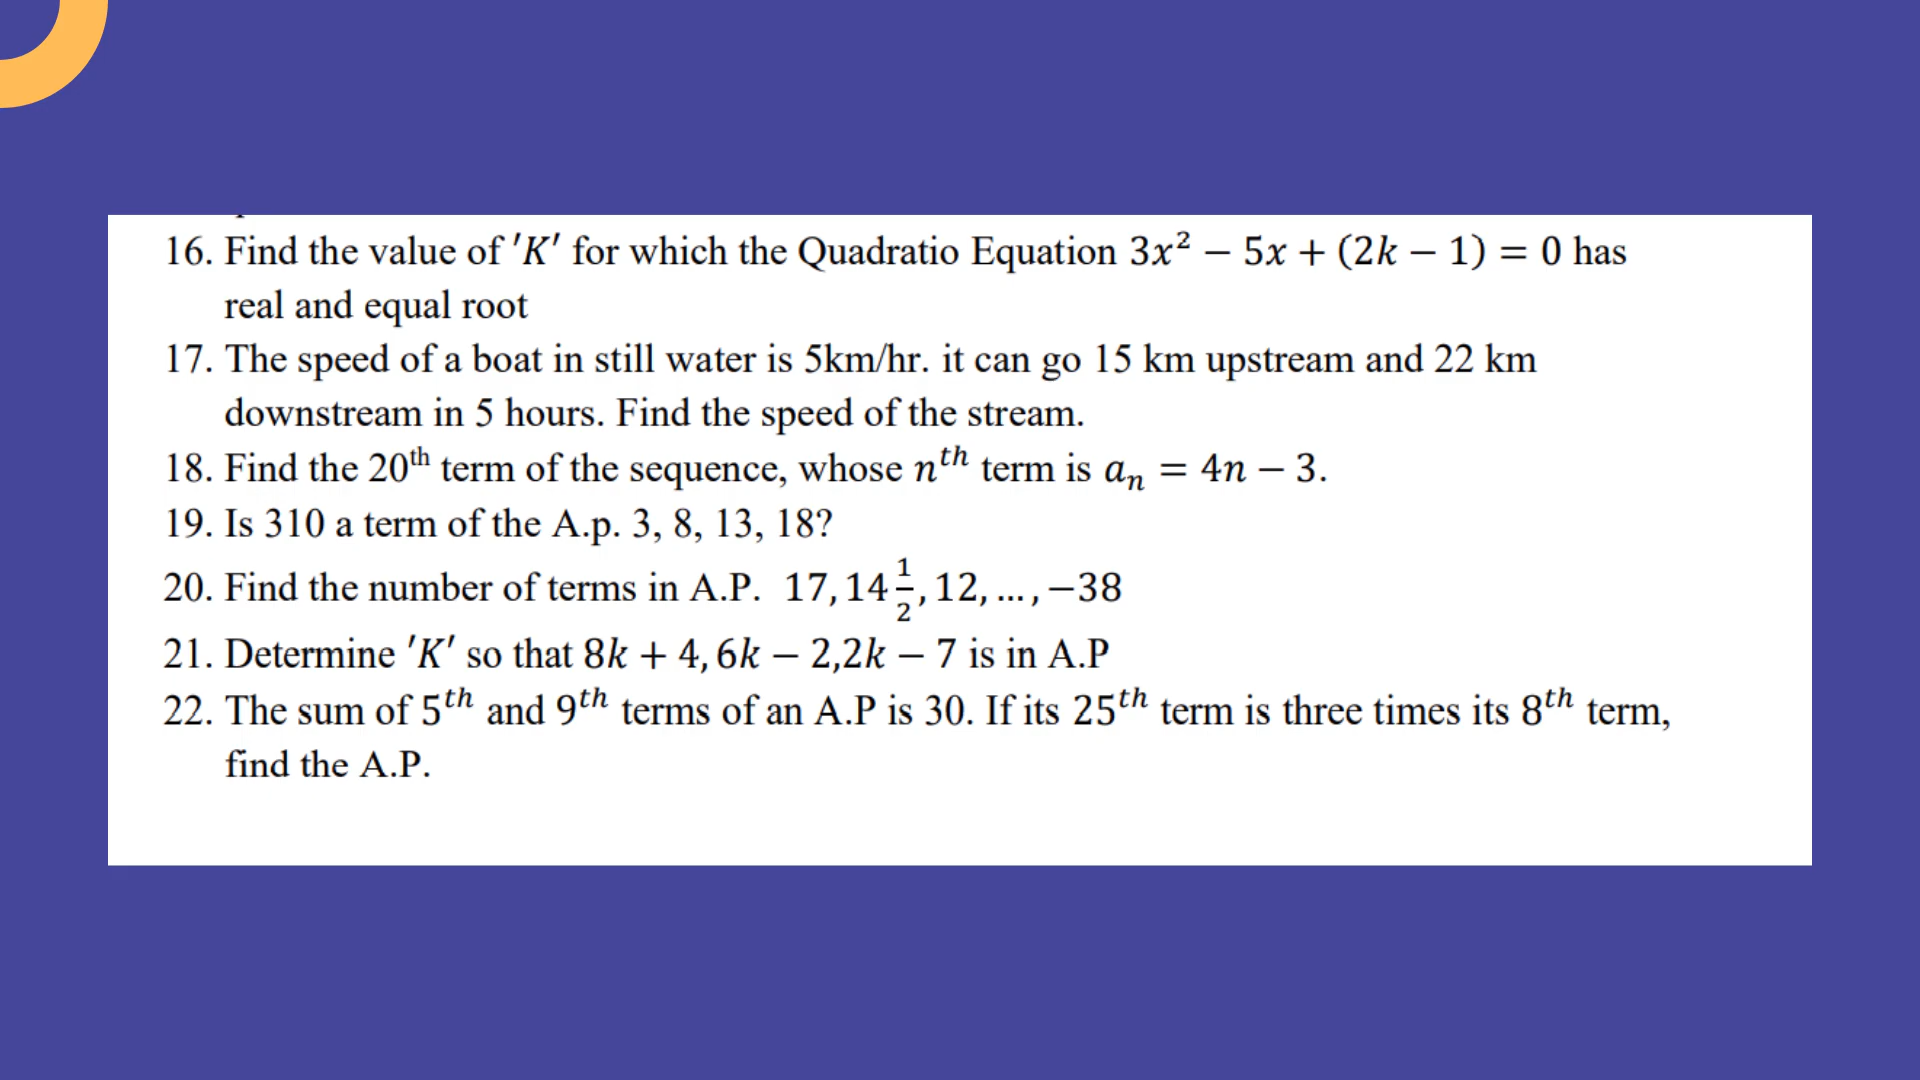 16. Find the value of 'K' for which the Quadratio Equation 3x² − 5x + (2k − 1) = 0 has
real and equal root
17. The speed of a boat in still water is 5km/hr. it can go 15 km upstream and 22 km
downstream in 5 hours. Find the speed of the stream.
18. Find the 20th term of the sequence, whose nth term is aₙ = 4n − 3.
19. Is 310 a term of the A.p. 3, 8, 13, 18?
20. Find the number of terms in A.P. 17, 14 1/2, 12, ..., −38
21. Determine 'K' so that 8k + 4, 6k − 2,2k − 7 is in A.P
22. The sum of 5th and 9th terms of an A.P is 30. If its 25th term is three times its 8th term,
find the A.P.